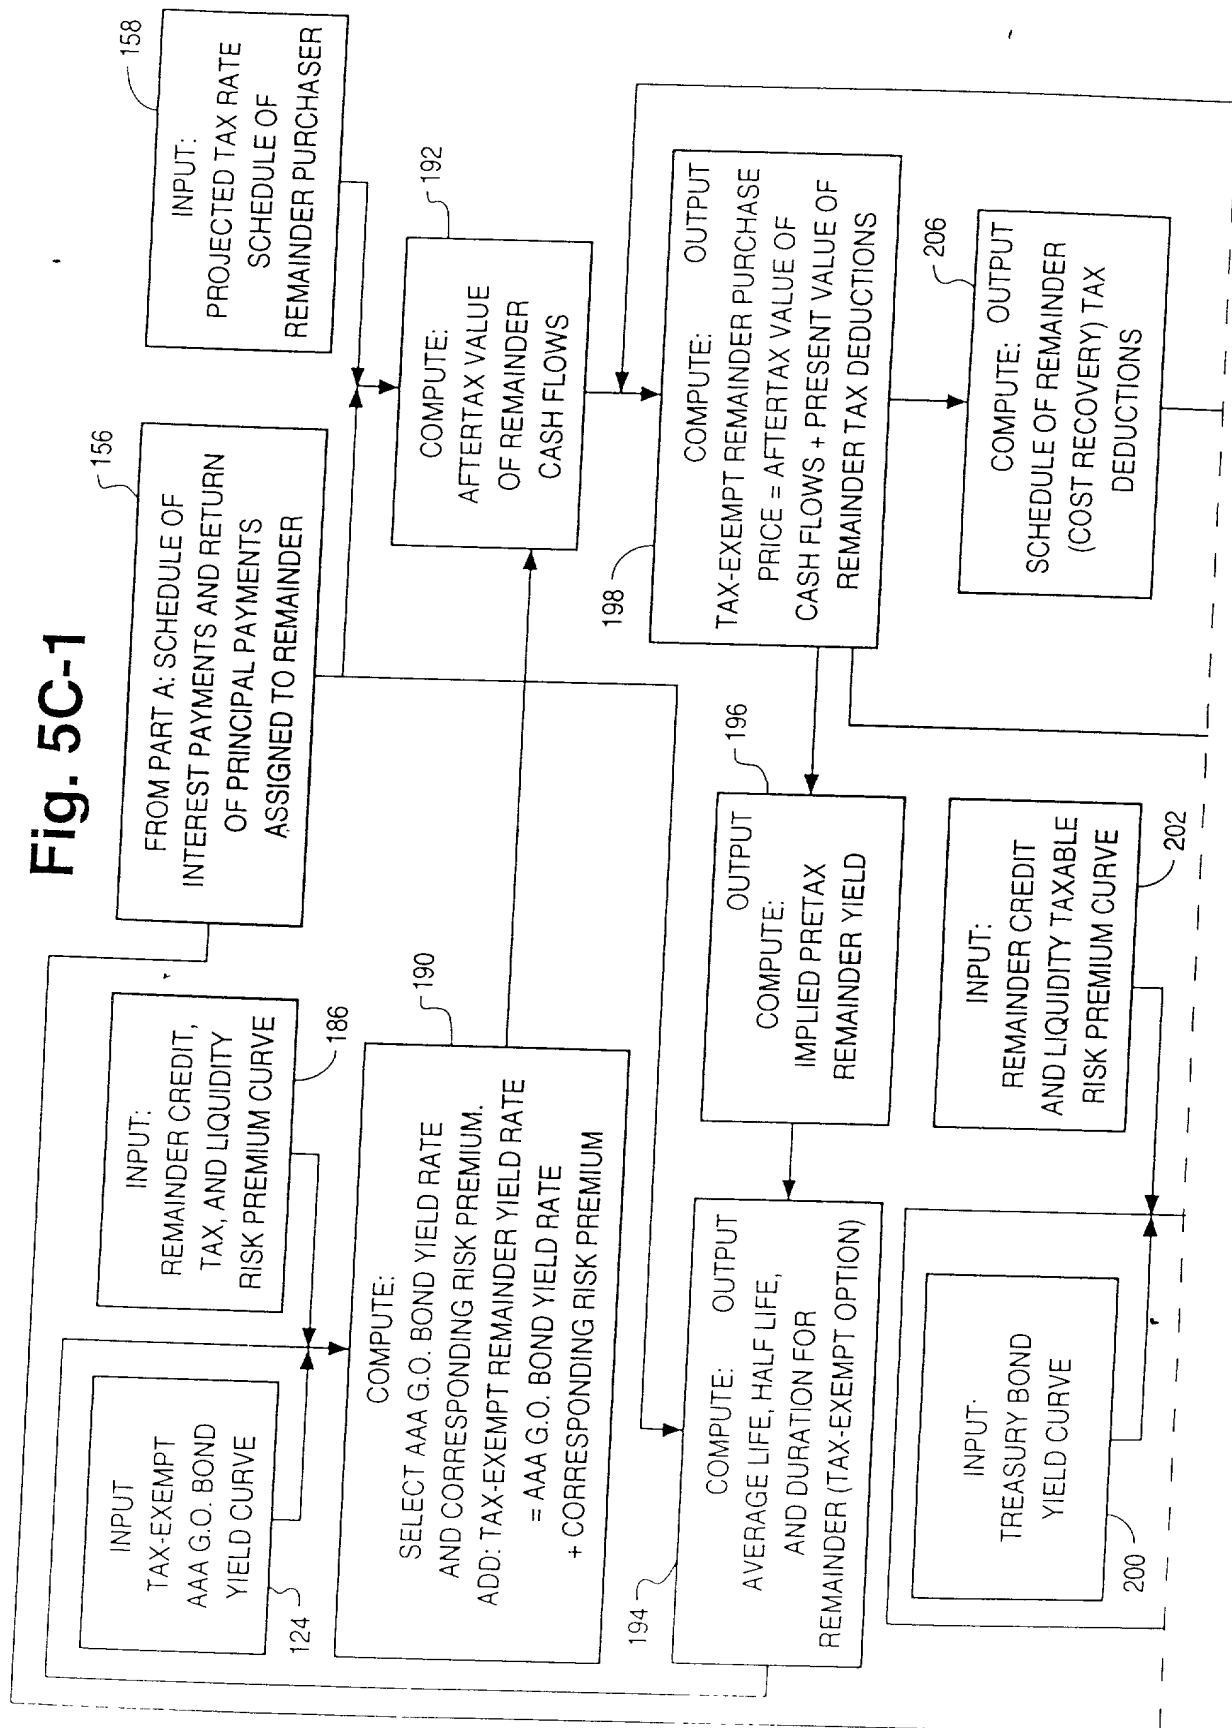 Fig. 5C-1
INPUT
TAX-EXEMPT
AAA G.O. BOND
YIELD CURVE
124
INPUT:
REMAINDER CREDIT,
TAX, AND LIQUIDITY
RISK PREMIUM CURVE
186
FROM PART A: SCHEDULE OF
INTEREST PAYMENTS AND RETURN
OF PRINCIPAL PAYMENTS
ASSIGNED TO REMAINDER
156
INPUT:
PROJECTED TAX RATE
SCHEDULE OF
REMAINDER PURCHASER
158
COMPUTE:
SELECT AAA G.O. BOND YIELD RATE
AND CORRESPONDING RISK PREMIUM.
ADD: TAX-EXEMPT REMAINDER YIELD RATE
= AAA G.O. BOND YIELD RATE
+ CORRESPONDING RISK PREMIUM
190
COMPUTE:
AFTERTAX VALUE
OF REMAINDER
CASH FLOWS
192
COMPUTE: OUTPUT
AVERAGE LIFE, HALF LIFE,
AND DURATION FOR
REMAINDER (TAX-EXEMPT OPTION)
194
OUTPUT
COMPUTE:
IMPLIED PRETAX
REMAINDER YIELD
196
COMPUTE: OUTPUT
TAX-EXEMPT REMAINDER PURCHASE
PRICE = AFTERTAX VALUE OF
CASH FLOWS + PRESENT VALUE OF
REMAINDER TAX DEDUCTIONS
198
INPUT:
TREASURY BOND
YIELD CURVE
200
INPUT:
REMAINDER CREDIT
AND LIQUIDITY TAXABLE
RISK PREMIUM CURVE
202
COMPUTE: OUTPUT
SCHEDULE OF REMAINDER
(COST RECOVERY) TAX
DEDUCTIONS
206